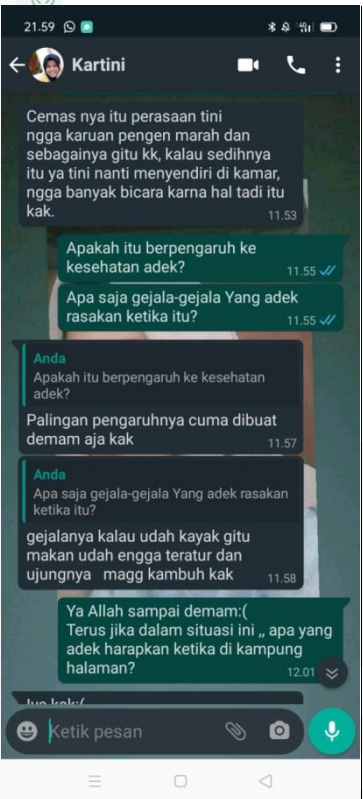 21.59
Kartini
Cemas nya itu perasaan tini
ngga karuan pengen marah dan
sebagainya gitu kk, kalau sedihnya
itu ya tini nanti menyendiri di kamar,
ngga banyak bicara karna hal tadi itu
kak.
11.53
Apakah itu berpengaruh ke
kesehatan adek?
11.55
Apa saja gejala-gejala Yang adek
rasakan ketika itu?
11.55
Anda
Apakah itu berpengaruh ke kesehatan
adek?
Palingan pengaruhnya cuma dibuat
demam aja kak
11.57
Anda
Apa saja gejala-gejala Yang adek rasakan
ketika itu?
gejalanya kalau udah kayak gitu
makan udah engga teratur dan
ujungnya magg kambuh kak
11.58
Ya Allah sampai demam:(
Terus jika dalam situasi ini ,, apa yang
adek harapkan ketika di kampung
halaman?
12.01
Ketik pesan